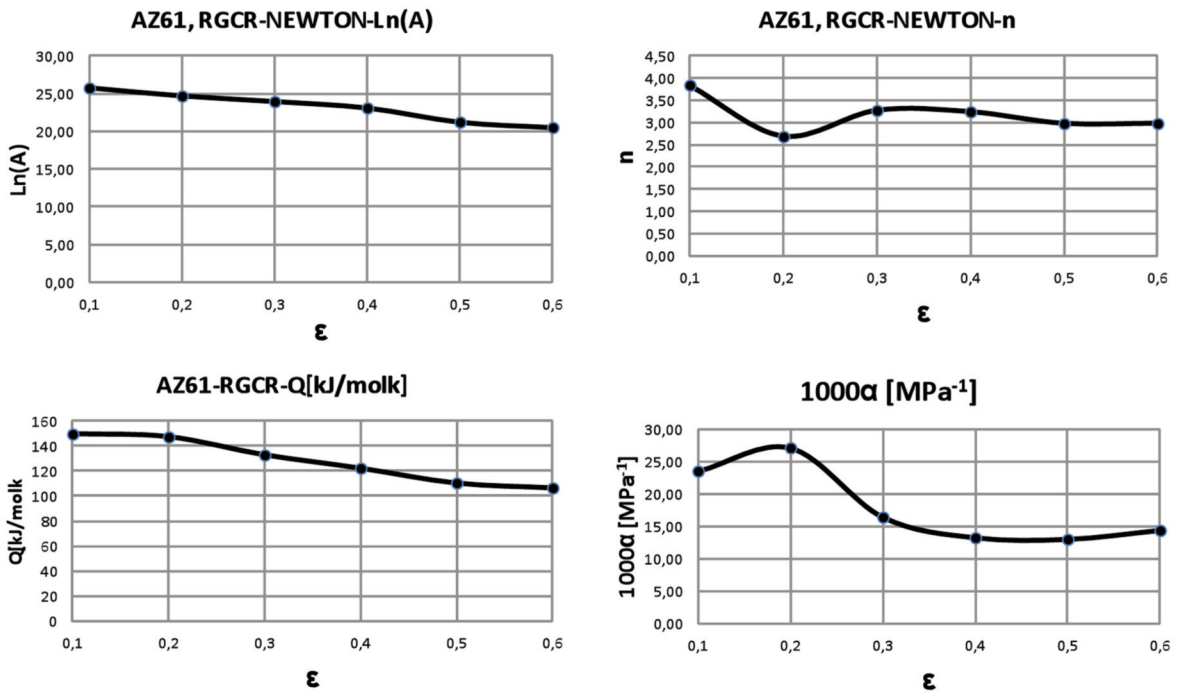 AZ61, RGCR-NEWTON-Ln(A)
30,00
25,00
20,00
15,00
10,00
5,00
0,00
Ln(A)
0,1 0,2 0,3 0,4 0,5 0,6
ε
AZ61, RGCR-NEWTON-n
4,50
4,00
3,50
3,00
2,50
2,00
1,50
1,00
0,50
0,00
n
0,1 0,2 0,3 0,4 0,5 0,6
ε
AZ61-RGCR-Q[kJ/molk]
160
140
120
100
80
60
40
20
0
Q[kJ/molk
0,1 0,2 0,3 0,4 0,5 0,6
ε
1000α [MPa⁻¹]
30,00
25,00
20,00
15,00
10,00
5,00
0,00
1000α [MPa⁻¹]
0,1 0,2 0,3 0,4 0,5 0,6
ε